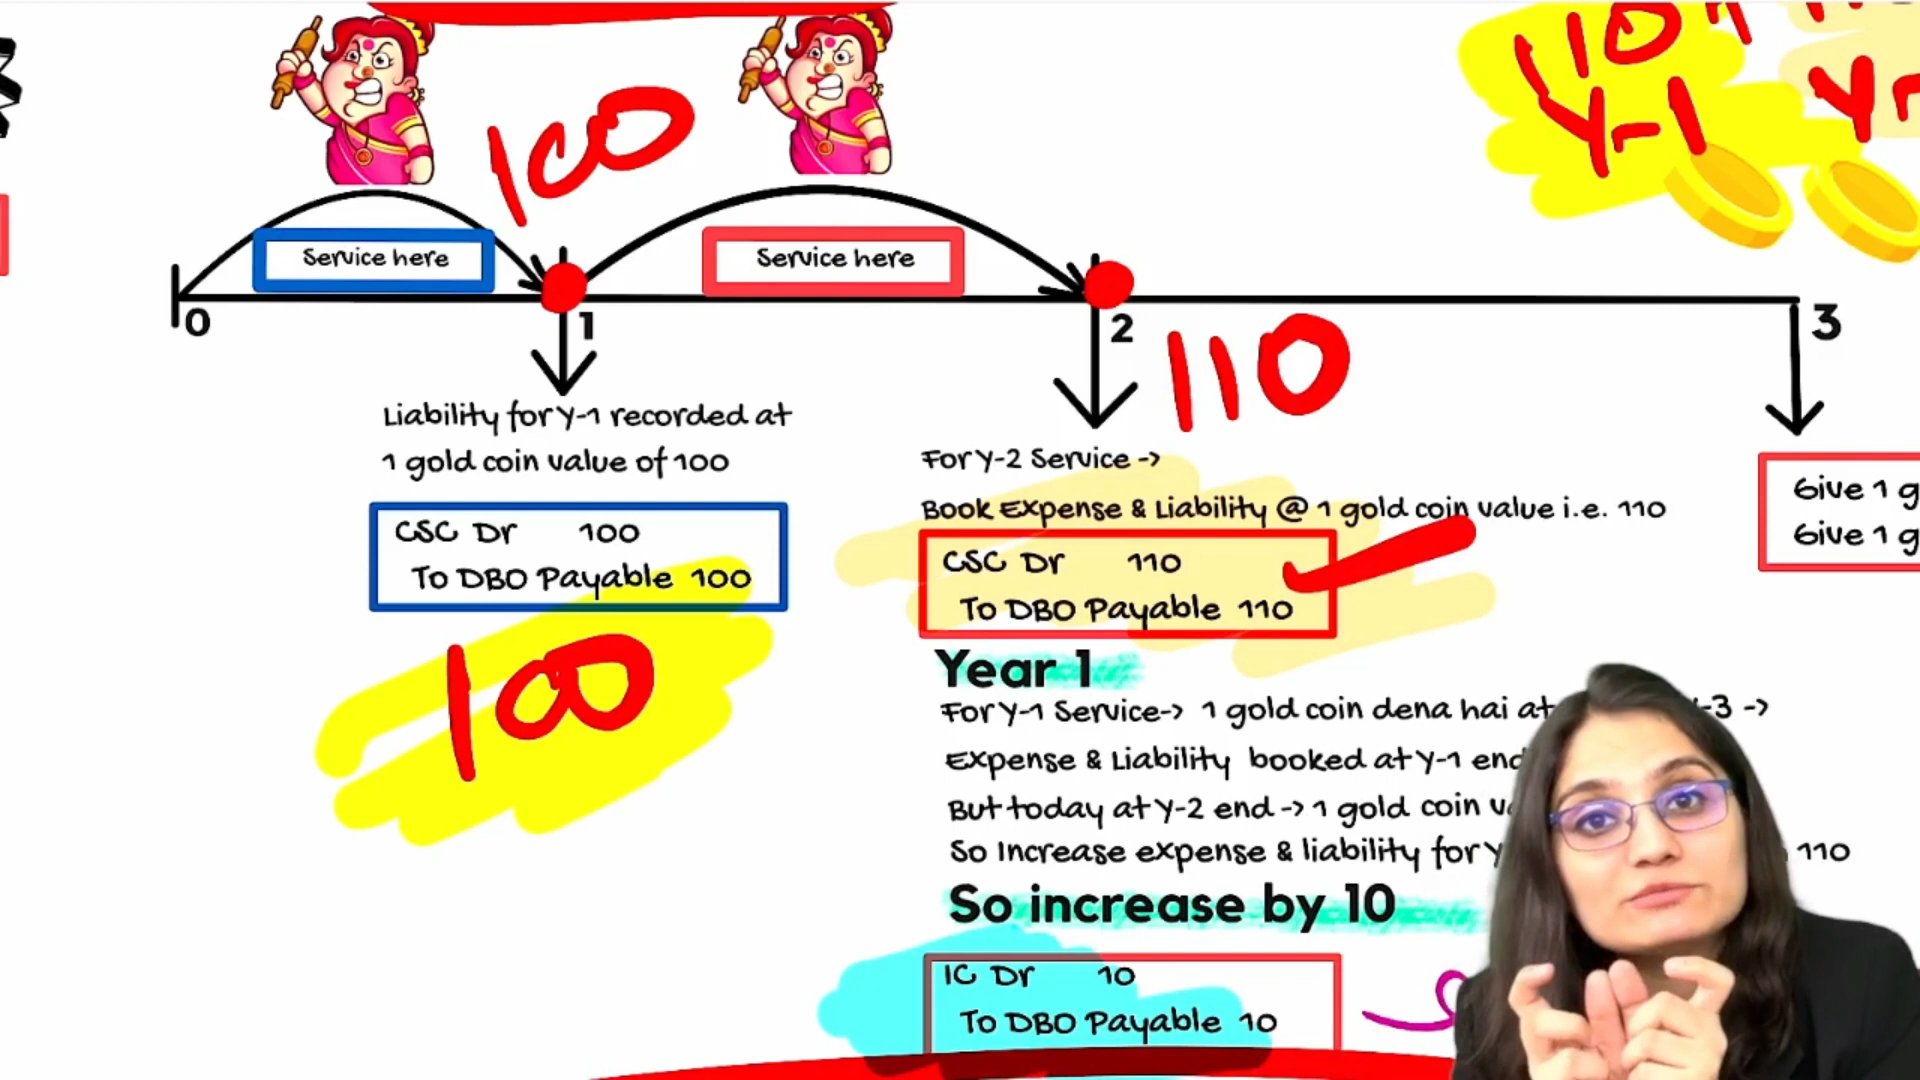 110
Y-1
100
Service here
Service here
0
1
2
3
110
Liability for Y-1 recorded at
1 gold coin value of 100
CSC Dr 100
To DBO Payable 100
100
For Y-2 Service ->
Book Expense & Liability @ 1 gold coin value i.e. 110
CSC Dr 110
To DBO Payable 110
Give 1 g
Give 1 g
Year 1
For Y-1 Service-> 1 gold coin dena hai at -3 ->
Expense & Liability booked at Y-1 end
But today at Y-2 end -> 1 gold coin
So Increase expense & liability for 110
So increase by 10
IC Dr 10
To DBO Payable 10